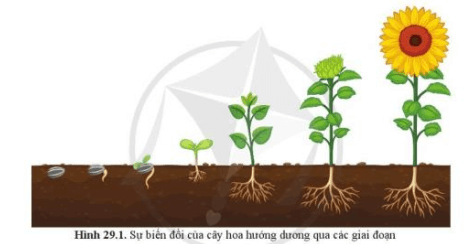 Hình 29.1. Sự biến đổi của cây hoa hướng dương qua các giai đoạn